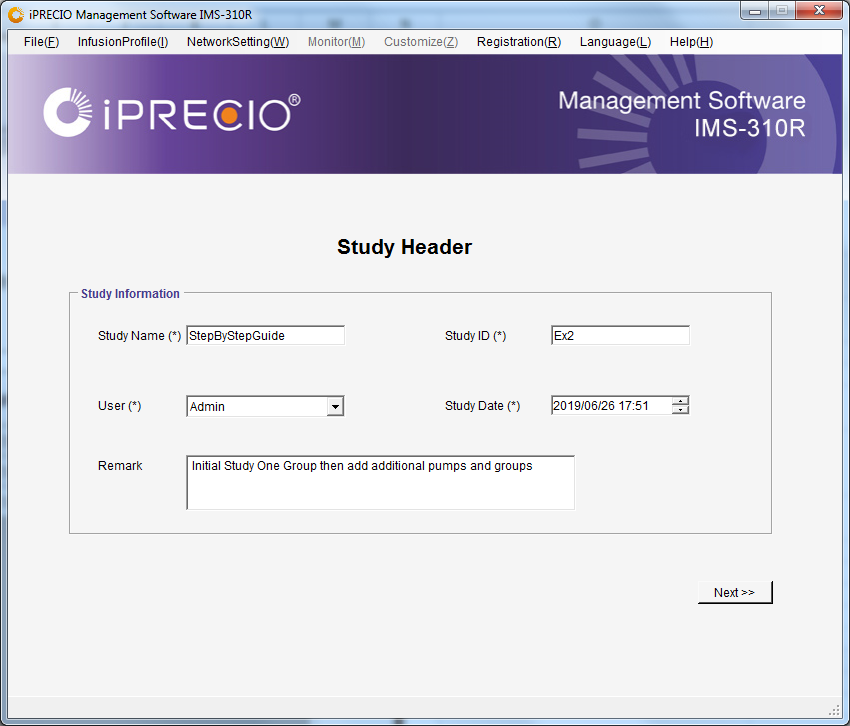 iPRECIO Management Software IMS-310R
File(F) InfusionProfile(I) NetworkSetting(W) Monitor(M) Customize(Z) Registration(R) Language(L) Help(H)
iPRECIO®
Management Software
IMS-310R
Study Header
Study Information
Study Name (*) StepByStepGuide Study ID (*) Ex2
User (*) Admin Study Date (*) 2019/06/26 17:51
Remark Initial Study One Group then add additional pumps and groups
Next >>